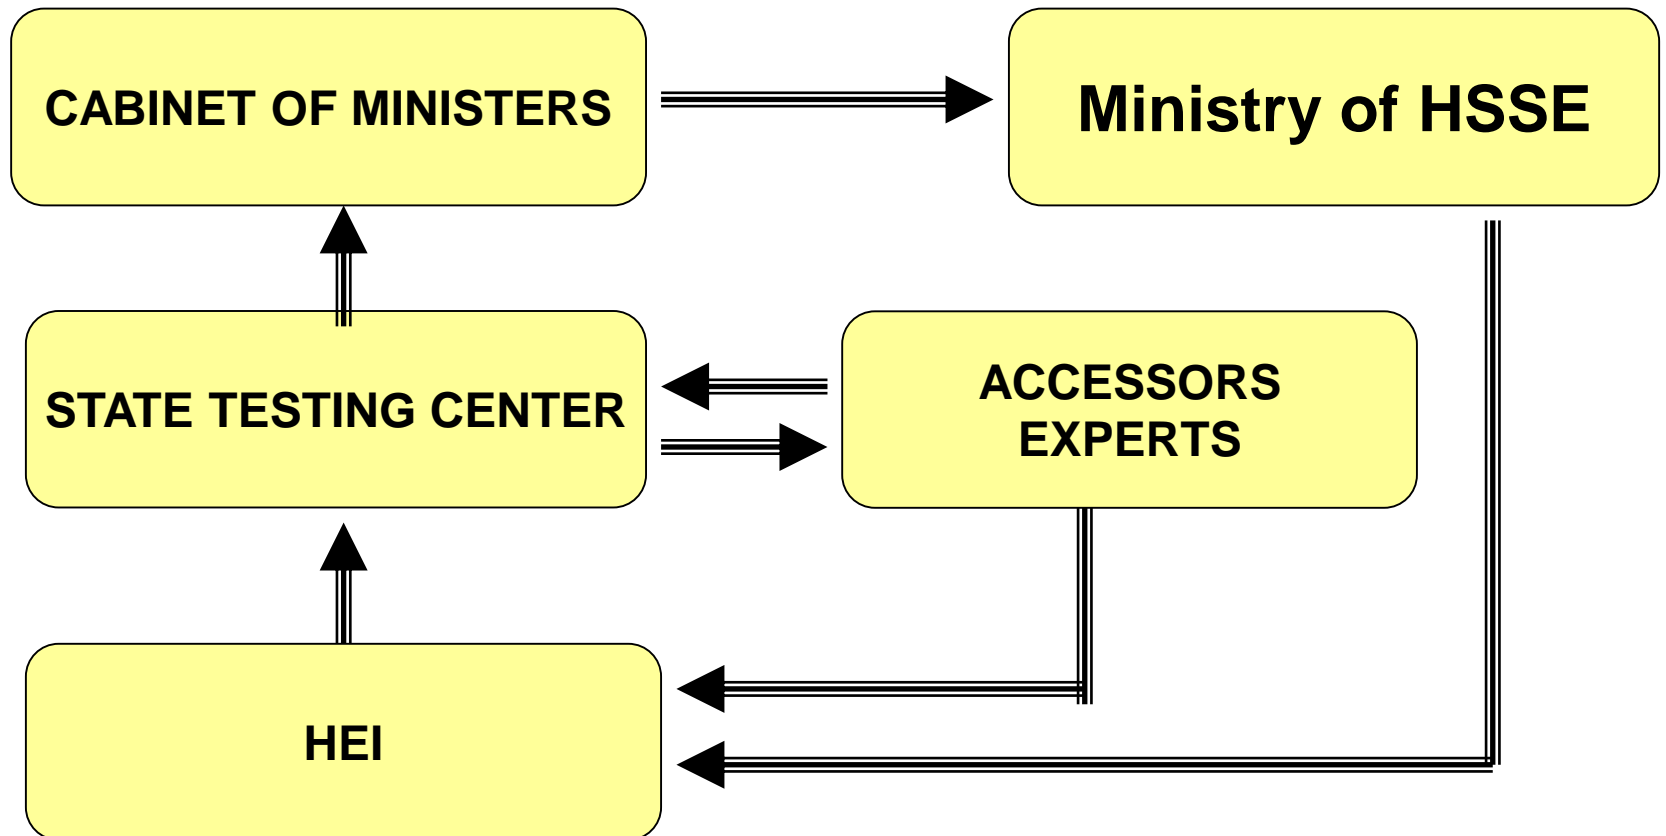 CABINET OF MINISTERS
Ministry of HSSE
STATE TESTING CENTER
ACCESSORS
EXPERTS
HEI